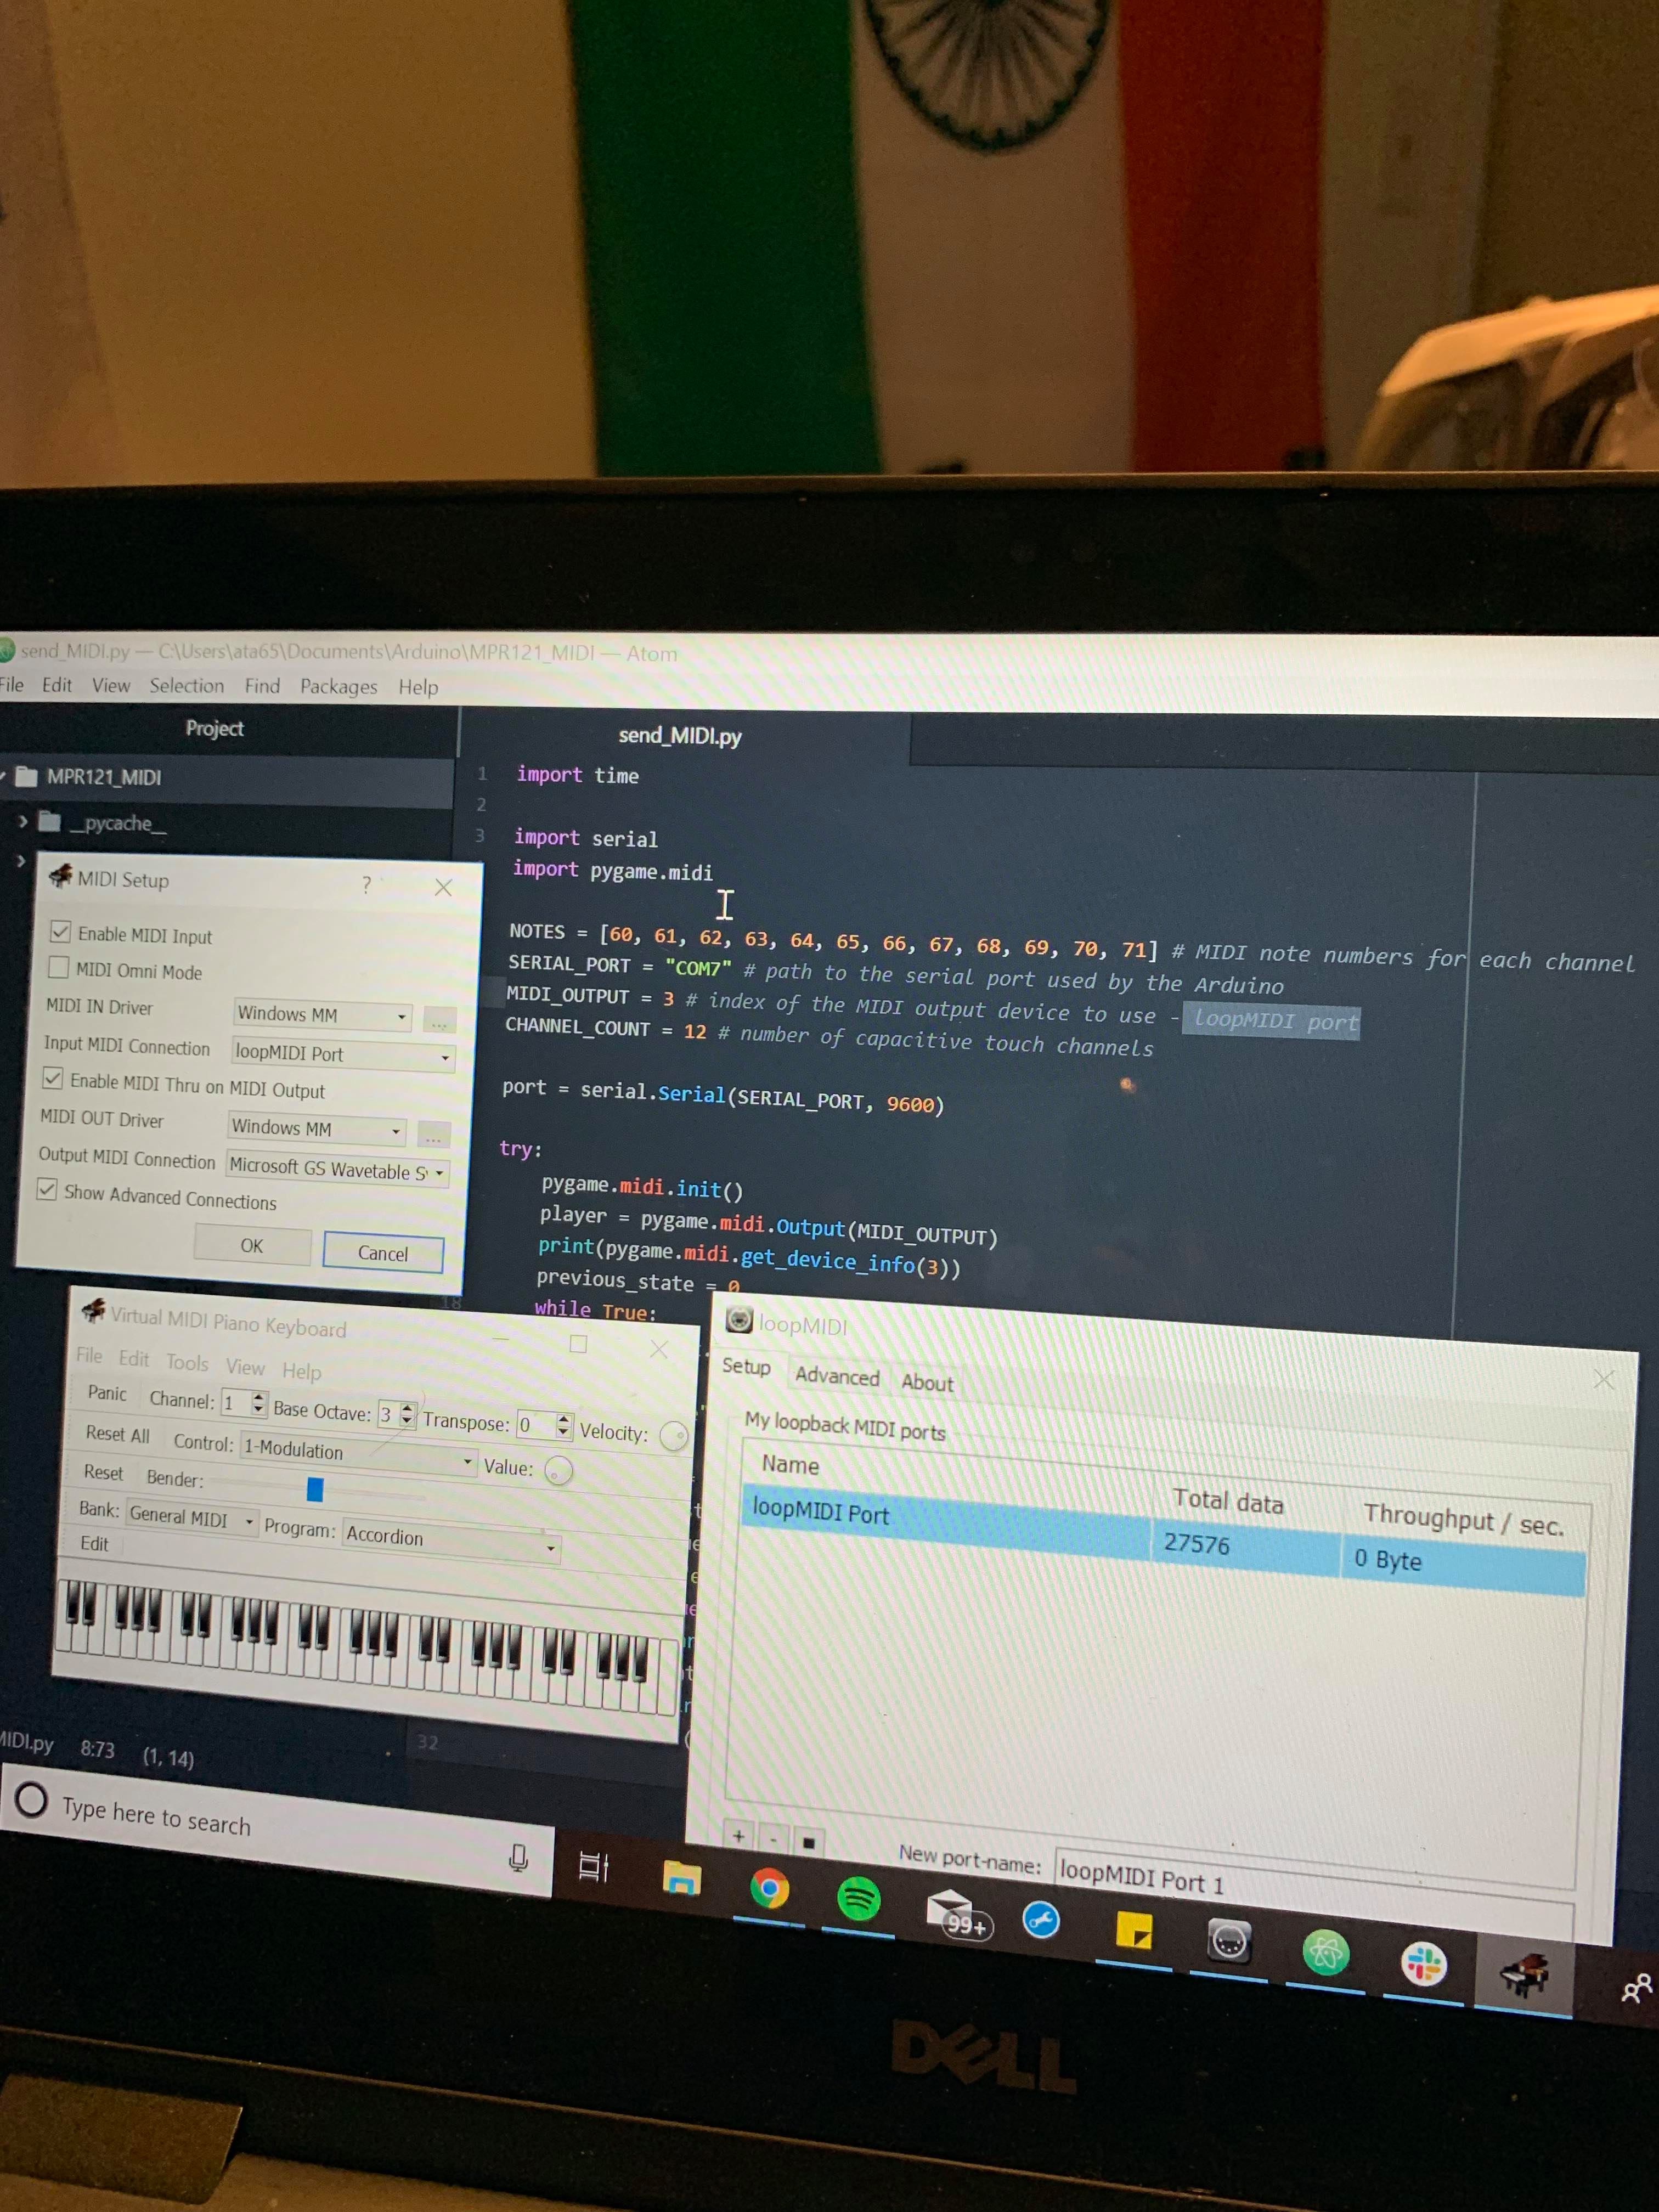 send_MIDI.py — C:\Users\ata65\Documents\Arduino\MPR121_MIDI — Atom
File Edit View Selection Find Packages Help
Project
MPR121_MIDI
__pycache__
send_MIDI.py
1 import time
2
3 import serial
import pygame.midi
NOTES = [60, 61, 62, 63, 64, 65, 66, 67, 68, 69, 70, 71] # MIDI note numbers for each channel
SERIAL_PORT = "COM7" # path to the serial port used by the Arduino
MIDI_OUTPUT = 3 # index of the MIDI output device to use - loopMIDI port
CHANNEL_COUNT = 12 # number of capacitive touch channels
port = serial.Serial(SERIAL_PORT, 9600)
try:
pygame.midi.init()
player = pygame.midi.Output(MIDI_OUTPUT)
print(pygame.midi.get_device_info(3))
previous_state = 0
18 while True:
MIDI Setup ?
Enable MIDI Input
MIDI Omni Mode
MIDI IN Driver Windows MM ...
Input MIDI Connection loopMIDI Port
Enable MIDI Thru on MIDI Output
MIDI OUT Driver Windows MM ...
Output MIDI Connection Microsoft GS Wavetable S
Show Advanced Connections
OK Cancel
Virtual MIDI Piano Keyboard
File Edit Tools View Help
Panic Channel: 1 Base Octave: 3 Transpose: 0 Velocity:
Reset All Control: 1-Modulation Value:
Reset Bender:
Bank: General MIDI Program: Accordion
Edit
loopMIDI
Setup Advanced About
My loopback MIDI ports
Name Total data Throughput / sec.
loopMIDI Port 27576 0 Byte
+ -
New port-name: loopMIDI Port 1
32
MIDI.py 8:73 (1, 14)
Type here to search
99+
DELL